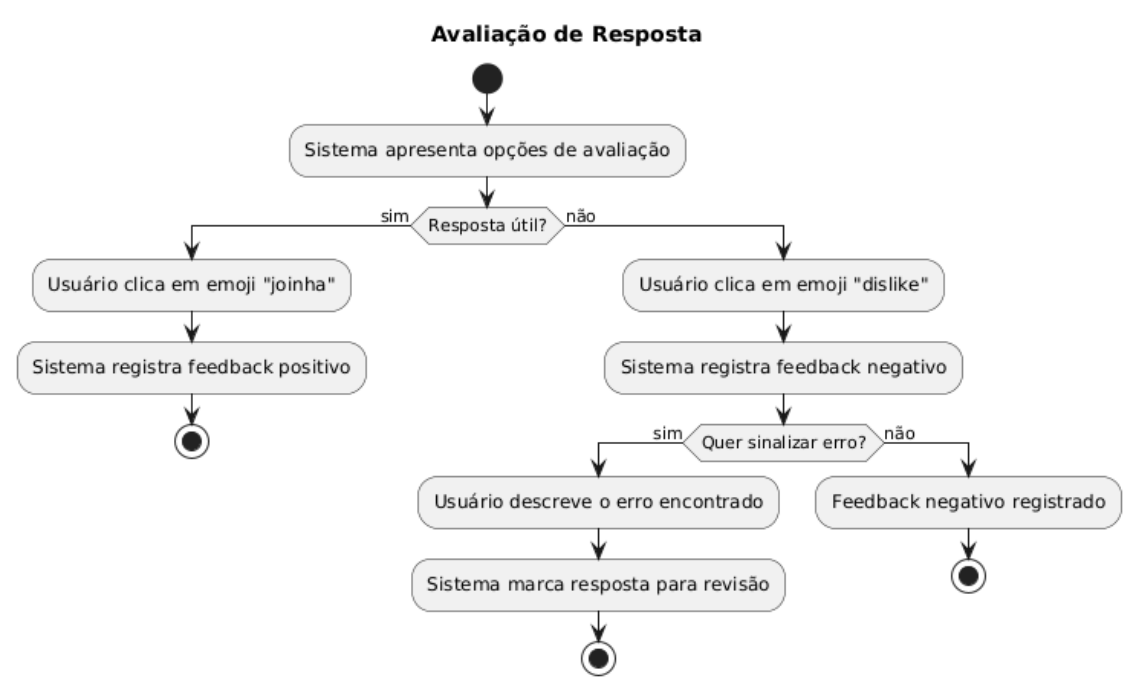 Avaliação de Resposta
Sistema apresenta opções de avaliação
sim
Resposta útil?
não
Usuário clica em emoji "joinha"
Sistema registra feedback positivo
Usuário clica em emoji "dislike"
Sistema registra feedback negativo
sim
Quer sinalizar erro?
não
Usuário descreve o erro encontrado
Sistema marca resposta para revisão
Feedback negativo registrado